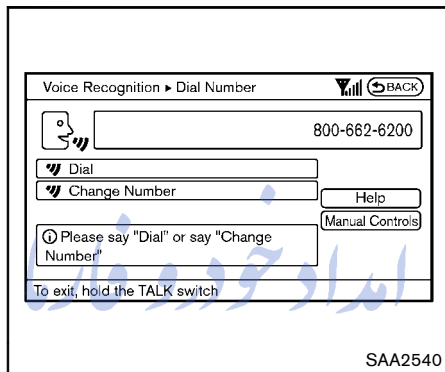 Voice Recognition ▸ Dial Number BACK
800-662-6200
Dial
Change Number
Help
Manual Controls
Please say "Dial" or say "Change
Number"
امداد خودرو فارما
To exit, hold the TALK switch
SAA2540